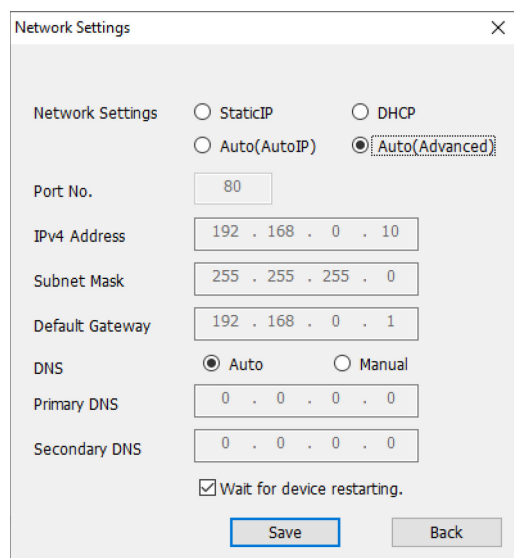 Network Settings
Network Settings StaticIP DHCP
Auto(AutoIP) Auto(Advanced)
Port No. 80
IPv4 Address 192 . 168 . 0 . 10
Subnet Mask 255 . 255 . 255 . 0
Default Gateway 192 . 168 . 0 . 1
DNS Auto Manual
Primary DNS 0 . 0 . 0 . 0
Secondary DNS 0 . 0 . 0 . 0
Wait for device restarting.
Save Back